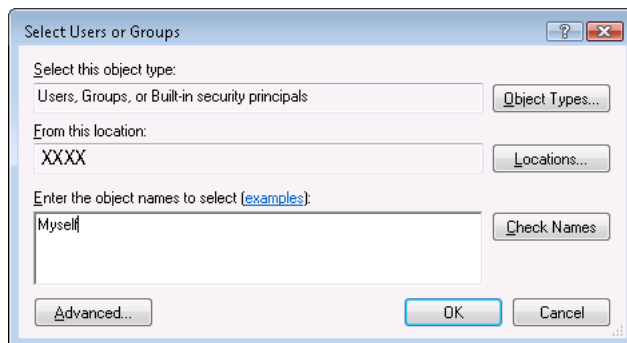 Select Users or Groups
Select this object type:
Users, Groups, or Built-in security principals
Object Types...
From this location:
XXXX
Locations...
Enter the object names to select (examples):
Myself
Check Names
Advanced...
OK
Cancel